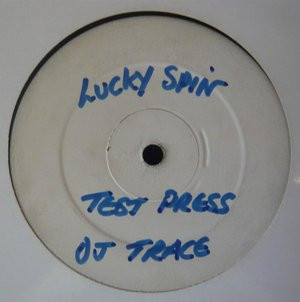 LUCKY SPIN
TEST PRESS
DJ TRACE